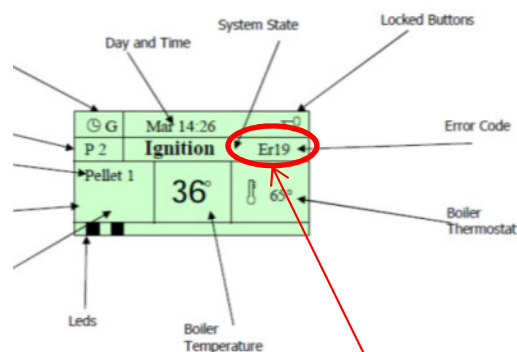 System State
Locked Buttons
Day and Time
G
Mar 14:26
P 2
Ignition
Er19
Error Code
Pellet 1
36°
65°
Boiler
Thermostat
Leds
Boiler
Temperature